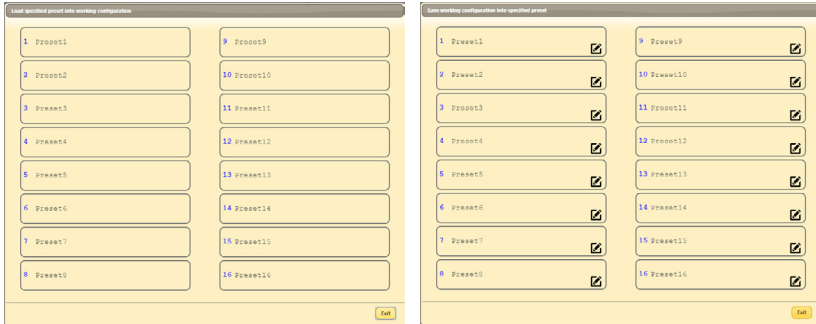 Load specified preset into working configuration
1 Preset1
2 Preset2
3 Preset3
4 Preset4
5 Preset5
6 Preset6
7 Preset7
8 Preset8
9 Preset9
10 Preset10
11 Preset11
12 Preset12
13 Preset13
14 Preset14
15 Preset15
16 Preset16
Exit
Save working configuration into specified preset
1 Preset1
2 Preset2
3 Preset3
4 Preset4
5 Preset5
6 Preset6
7 Preset7
8 Preset8
9 Preset9
10 Preset10
11 Preset11
12 Preset12
13 Preset13
14 Preset14
15 Preset15
16 Preset16
Exit